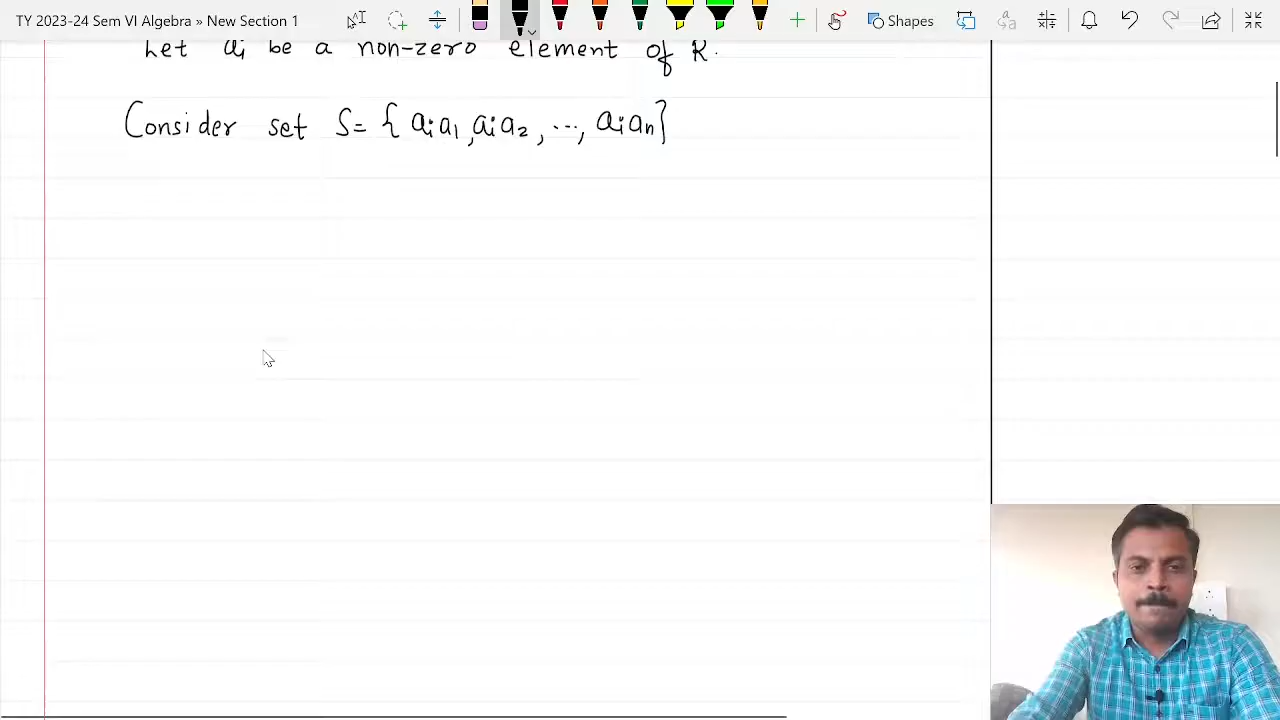 TY 2023-24 Sem VI Algebra » New Section 1
Shapes
Let aᵢ be a non-zero element of R.
Consider set S= { aᵢa₁, aᵢa₂, ..., aᵢaₙ}